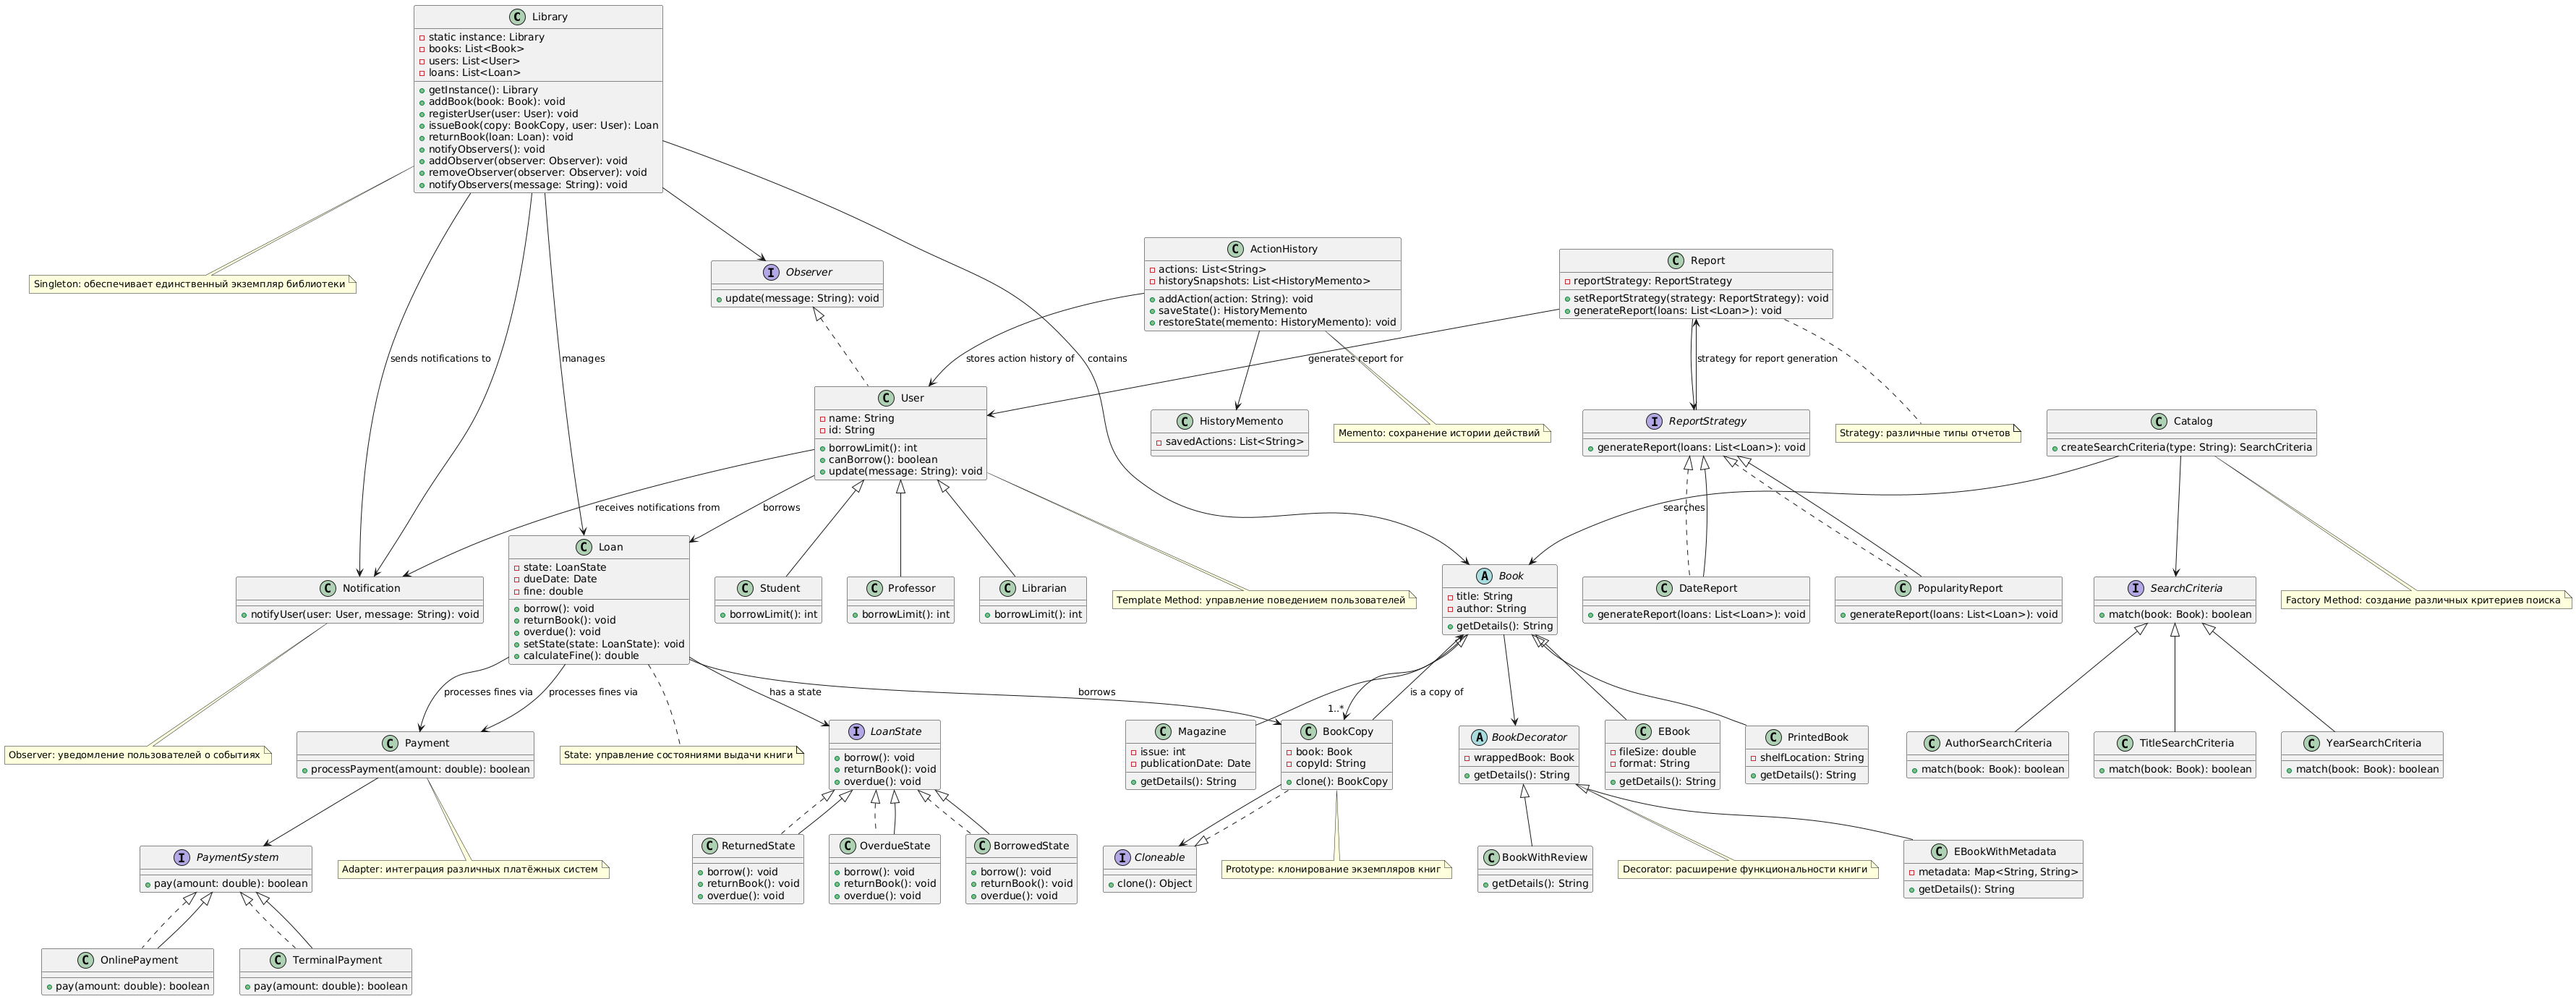 C Library
static instance: Library
books: List<Book>
users: List<User>
loans: List<Loan>
getInstance(): Library
addBook(book: Book): void
registerUser(user: User): void
issueBook(copy: BookCopy, user: User): Loan
returnBook(loan: Loan): void
notifyObservers(): void
addObserver(observer: Observer): void
removeObserver(observer: Observer): void
notifyObservers(message: String): void
Singleton: обеспечивает единственный экземпляр библиотеки
I Observer
update(message: String): void
C ActionHistory
actions: List<String>
historySnapshots: List<HistoryMemento>
addAction(action: String): void
saveState(): HistoryMemento
restoreState(memento: HistoryMemento): void
C Report
reportStrategy: ReportStrategy
setReportStrategy(strategy: ReportStrategy): void
generateReport(loans: List<Loan>): void
sends notifications to
manages
stores action history of
contains
generates report for
strategy for report generation
C User
name: String
id: String
borrowLimit(): int
canBorrow(): boolean
update(message: String): void
C HistoryMemento
savedActions: List<String>
Memento: сохранение истории действий
I ReportStrategy
generateReport(loans: List<Loan>): void
Strategy: различные типы отчетов
C Catalog
createSearchCriteria(type: String): SearchCriteria
receives notifications from
borrows
searches
C Notification
notifyUser(user: User, message: String): void
C Loan
state: LoanState
dueDate: Date
fine: double
borrow(): void
returnBook(): void
overdue(): void
setState(state: LoanState): void
calculateFine(): double
C Student
borrowLimit(): int
C Professor
borrowLimit(): int
C Librarian
borrowLimit(): int
Template Method: управление поведением пользователей
A Book
title: String
author: String
getDetails(): String
C DateReport
generateReport(loans: List<Loan>): void
C PopularityReport
generateReport(loans: List<Loan>): void
I SearchCriteria
match(book: Book): boolean
Factory Method: создание различных критериев поиска
processes fines via
processes fines via
has a state
borrows
1..*
is a copy of
Observer: уведомление пользователей о событиях
C Payment
processPayment(amount: double): boolean
State: управление состояниями выдачи книги
I LoanState
borrow(): void
returnBook(): void
overdue(): void
C Magazine
issue: int
publicationDate: Date
getDetails(): String
C BookCopy
book: Book
copyId: String
clone(): BookCopy
A BookDecorator
wrappedBook: Book
getDetails(): String
C EBook
fileSize: double
format: String
getDetails(): String
C PrintedBook
shelfLocation: String
getDetails(): String
C AuthorSearchCriteria
match(book: Book): boolean
C TitleSearchCriteria
match(book: Book): boolean
C YearSearchCriteria
match(book: Book): boolean
I PaymentSystem
pay(amount: double): boolean
Adapter: интеграция различных платёжных систем
C ReturnedState
borrow(): void
returnBook(): void
overdue(): void
C OverdueState
borrow(): void
returnBook(): void
overdue(): void
C BorrowedState
borrow(): void
returnBook(): void
overdue(): void
I Cloneable
clone(): Object
Prototype: клонирование экземпляров книг
C BookWithReview
getDetails(): String
Decorator: расширение функциональности книги
C EBookWithMetadata
metadata: Map<String, String>
getDetails(): String
C OnlinePayment
pay(amount: double): boolean
C TerminalPayment
pay(amount: double): boolean